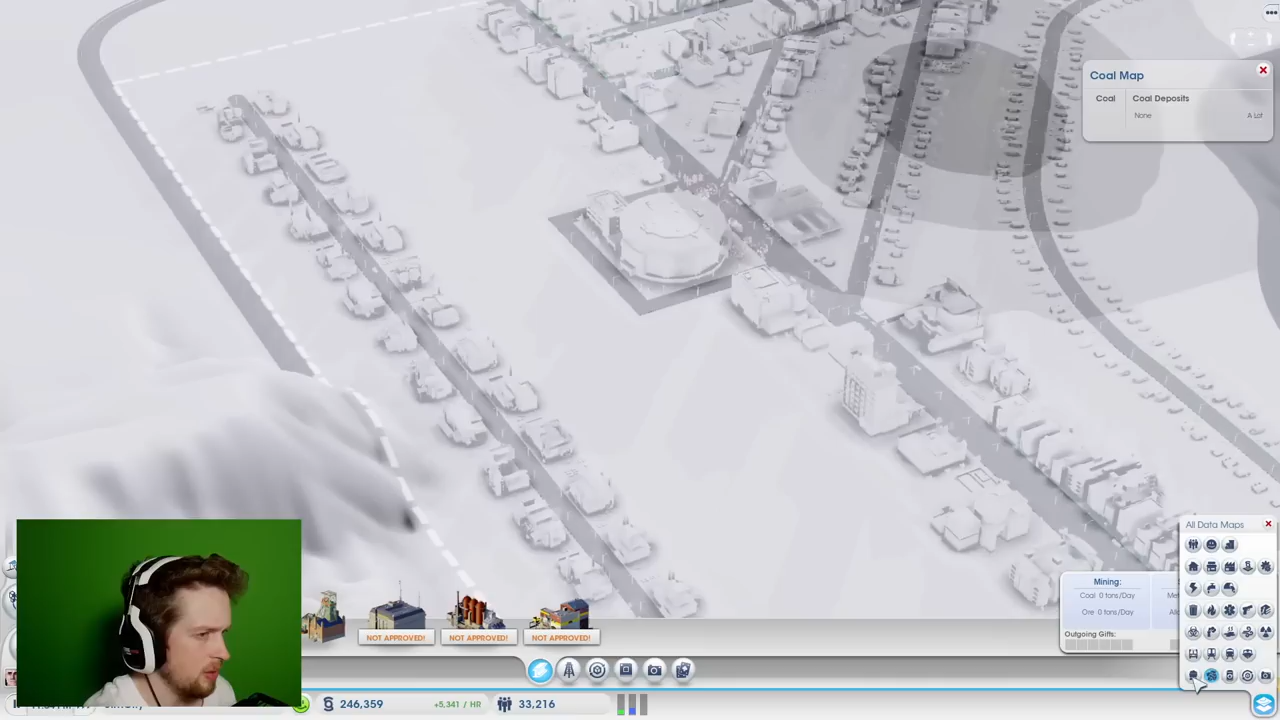 Coal Map
Coal
Coal Deposits
None
A Lot
All Data Maps
Mining:
Coal 0 tons/Day
Ore 0 tons/Day
Outgoing Gifts:
NOT APPROVED!
NOT APPROVED!
NOT APPROVED!
246,359
+5,341 / HR
33,216